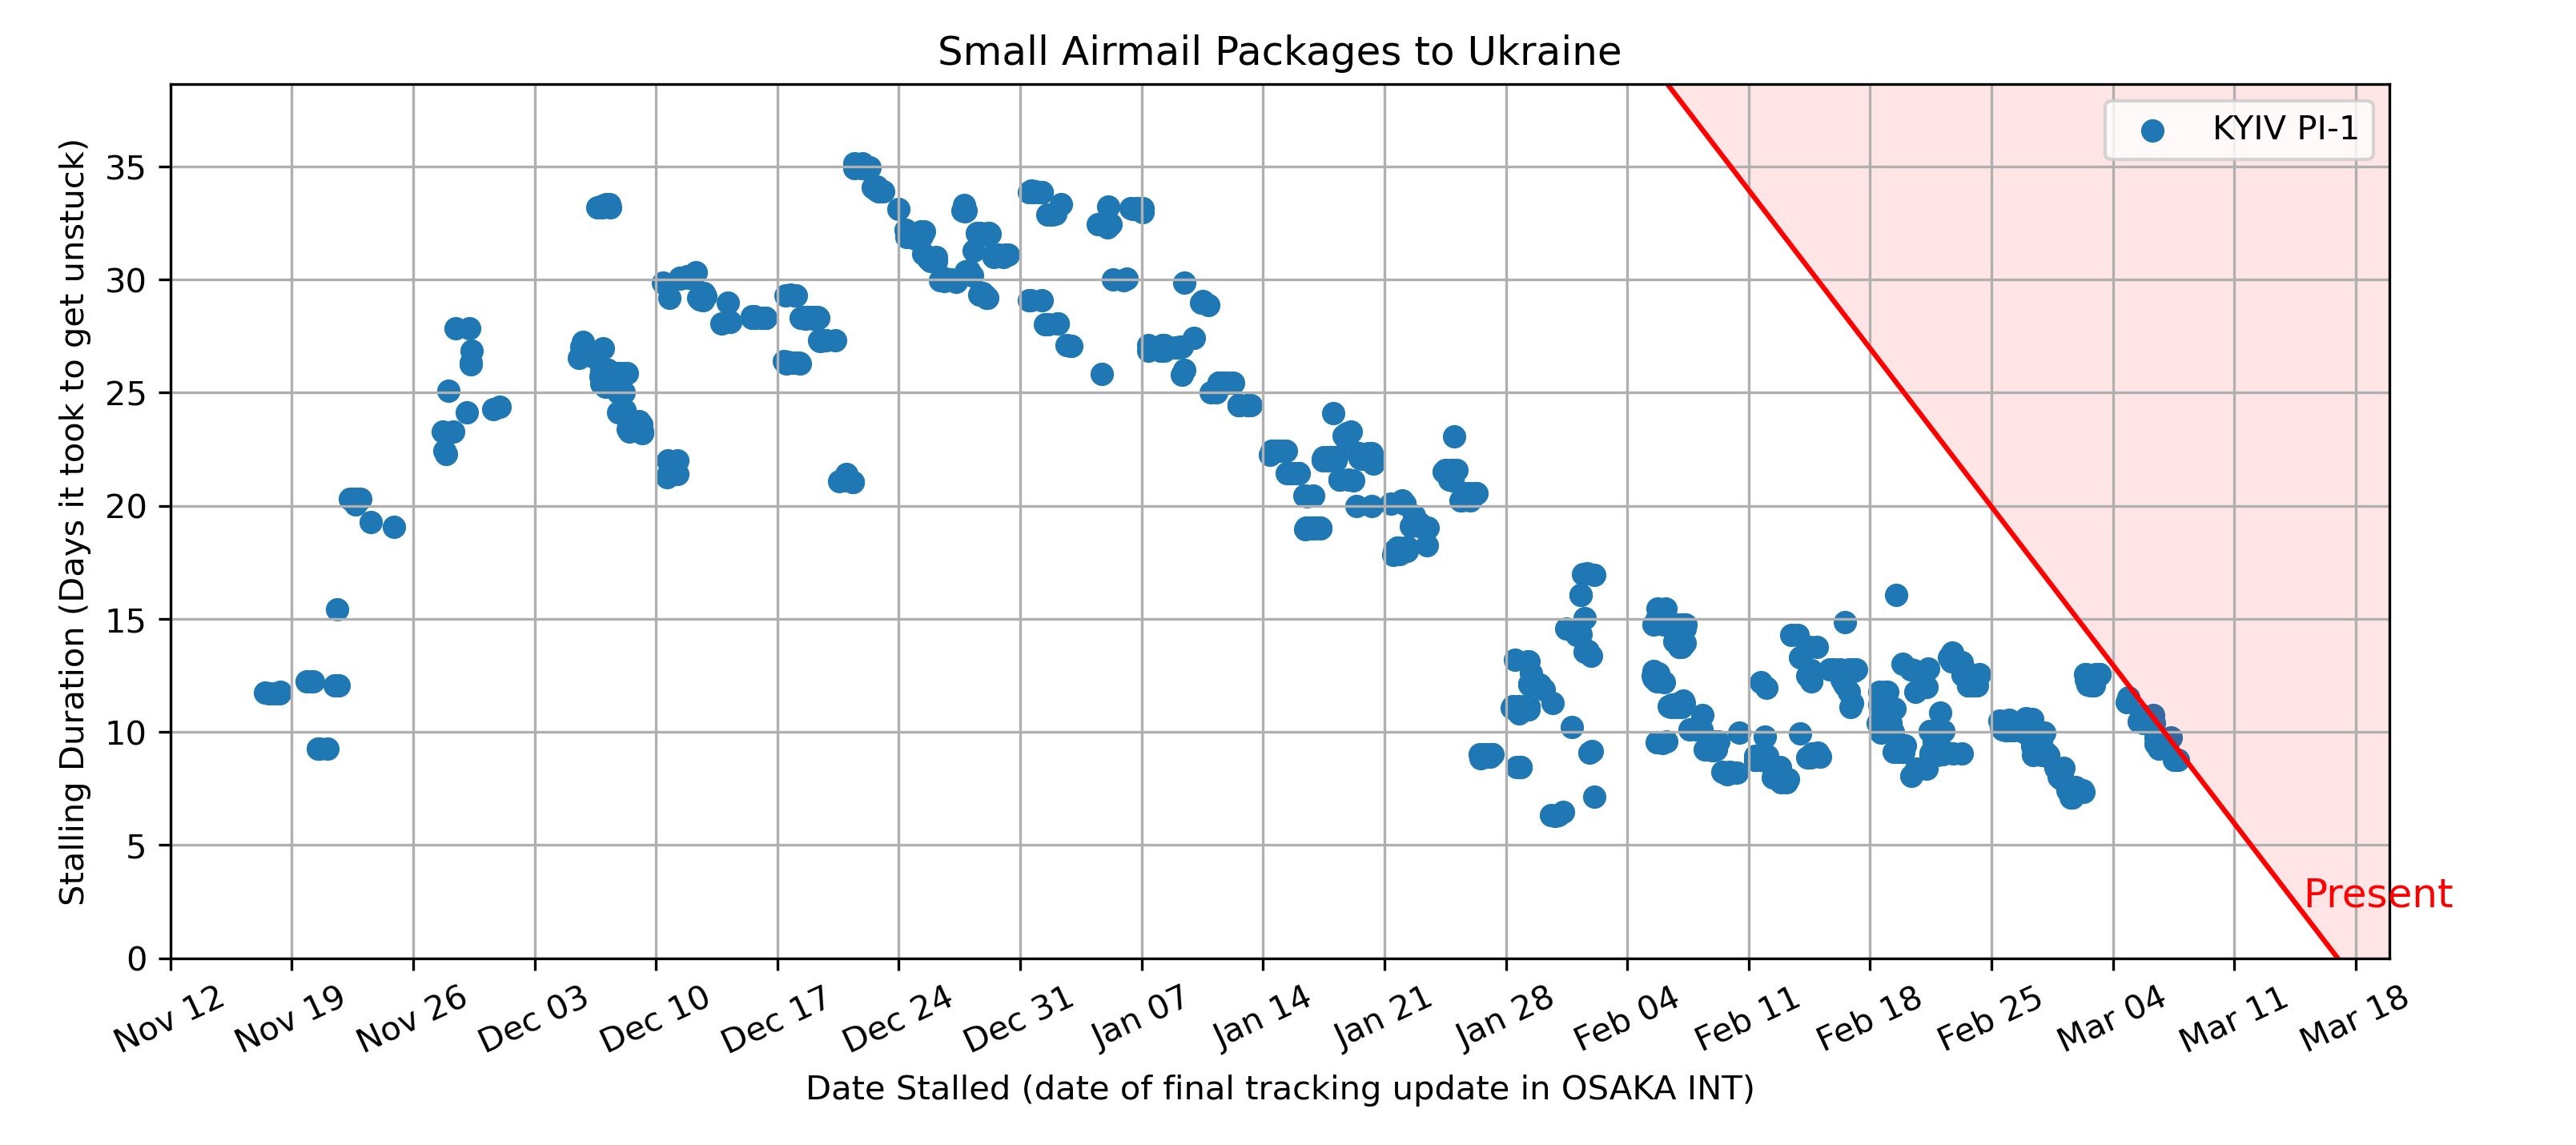 Small Airmail Packages to Ukraine
KYIV PI-1
Stalling Duration (Days it took to get unstuck)
35
30
25
20
15
10
5
0
Present
Nov 12
Nov 19
Nov 26
Dec 03
Dec 10
Dec 17
Dec 24
Dec 31
Jan 07
Jan 14
Jan 21
Jan 28
Feb 04
Feb 11
Feb 18
Feb 25
Mar 04
Mar 11
Mar 18
Date Stalled (date of final tracking update in OSAKA INT)